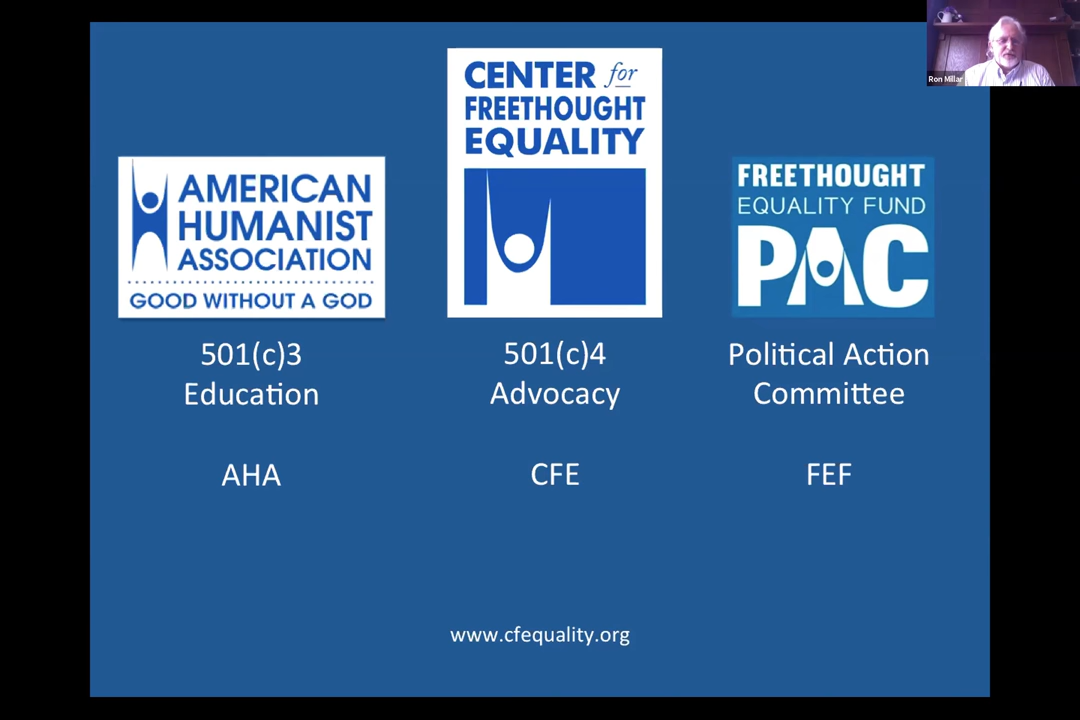 AMERICAN
HUMANIST
ASSOCIATION
GOOD WITHOUT A GOD
501(c)3
Education
AHA
CENTER for
FREETHOUGHT
EQUALITY
501(c)4
Advocacy
CFE
FREETHOUGHT
EQUALITY FUND
PAC
Political Action
Committee
FEF
www.cfequality.org
Ron Millar